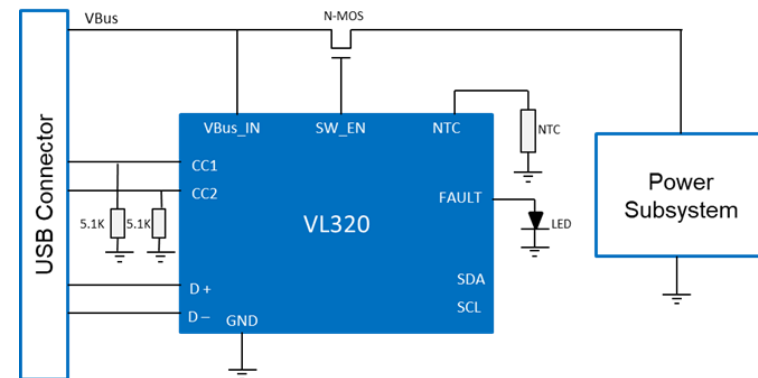 VBus
N-MOS
VBus_IN
SW_EN
NTC
NTC
CC1
CC2
FAULT
5.1K
5.1K
VL320
LED
Power
Subsystem
USB Connector
SDA
SCL
D+
D–
GND